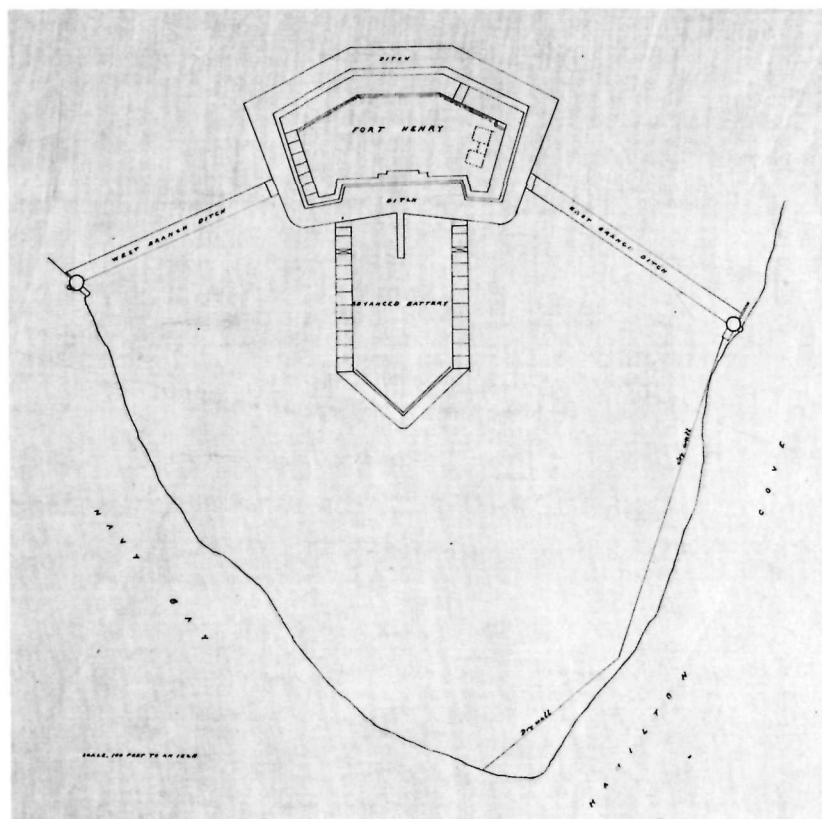 DITCH
FORT HENRY
DITCH
WEST BRANCH DITCH
EAST BRANCH DITCH
ADVANCED BATTERY
dry wall
COVE
NAVY BAY
HAMILTON
Dry wall
SCALE, 100 FEET TO AN INCH